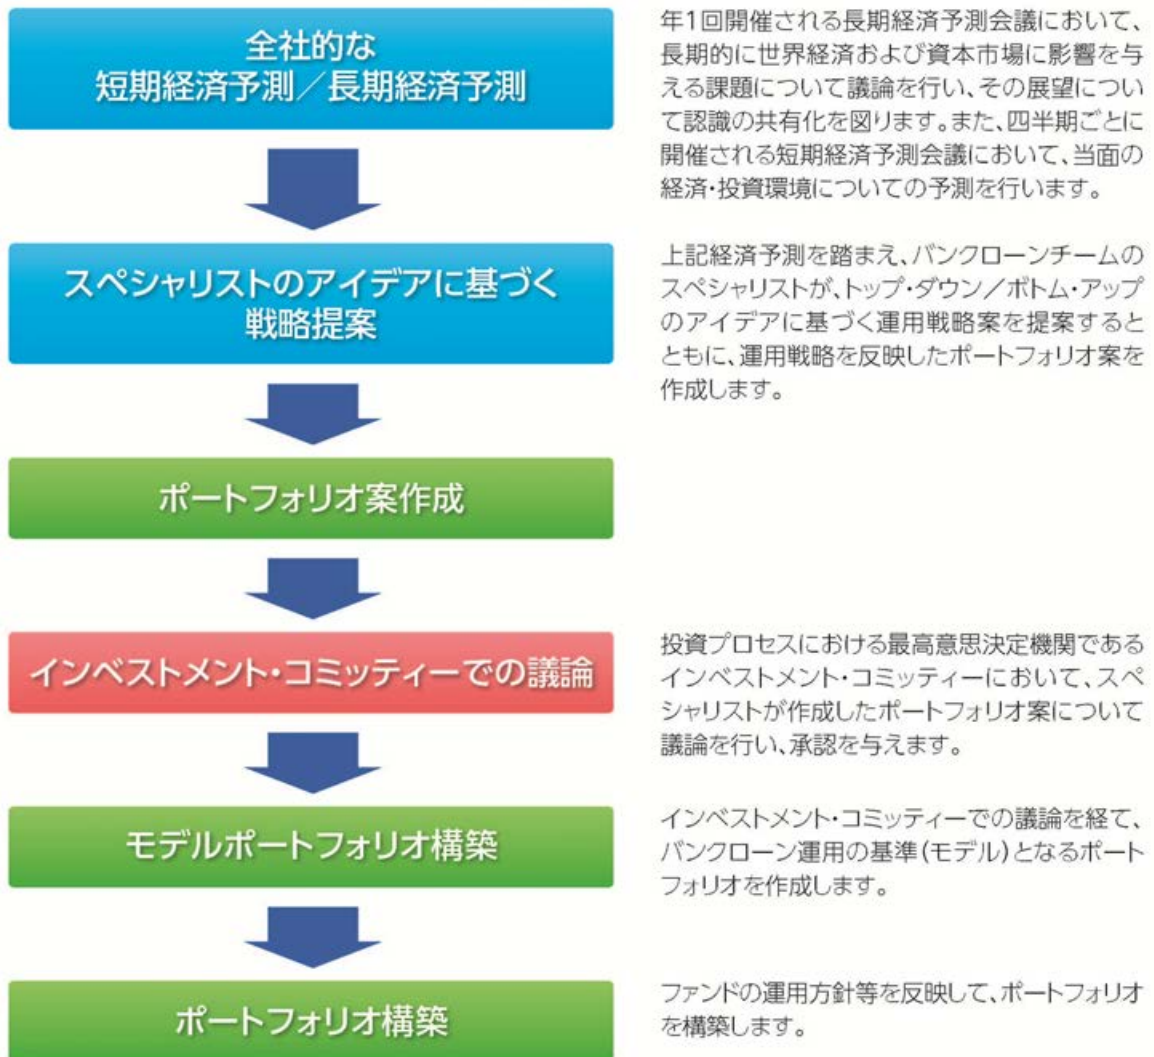 全社的な
短期経済予測／長期経済予測
年1回開催される長期経済予測会議において、
長期的に世界経済および資本市場に影響を与
える課題について議論を行い、その展望につい
て認識の共有化を図ります。また、四半期ごとに
開催される短期経済予測会議において、当面の
経済・投資環境についての予測を行います。
スペシャリストのアイデアに基づく
戦略提案
上記経済予測を踏まえ、バンクローンチームの
スペシャリストが、トップ・ダウン／ボトム・アップ
のアイデアに基づく運用戦略案を提案すると
ともに、運用戦略を反映したポートフォリオ案を
作成します。
ポートフォリオ案作成
インベストメント・コミッティーでの議論
投資プロセスにおける最高意思決定機関である
インベストメント・コミッティーにおいて、スペ
シャリストが作成したポートフォリオ案について
議論を行い、承認を与えます。
モデルポートフォリオ構築
インベストメント・コミッティーでの議論を経て、
バンクローン運用の基準（モデル）となるポート
フォリオを作成します。
ポートフォリオ構築
ファンドの運用方針等を反映して、ポートフォリオ
を構築します。